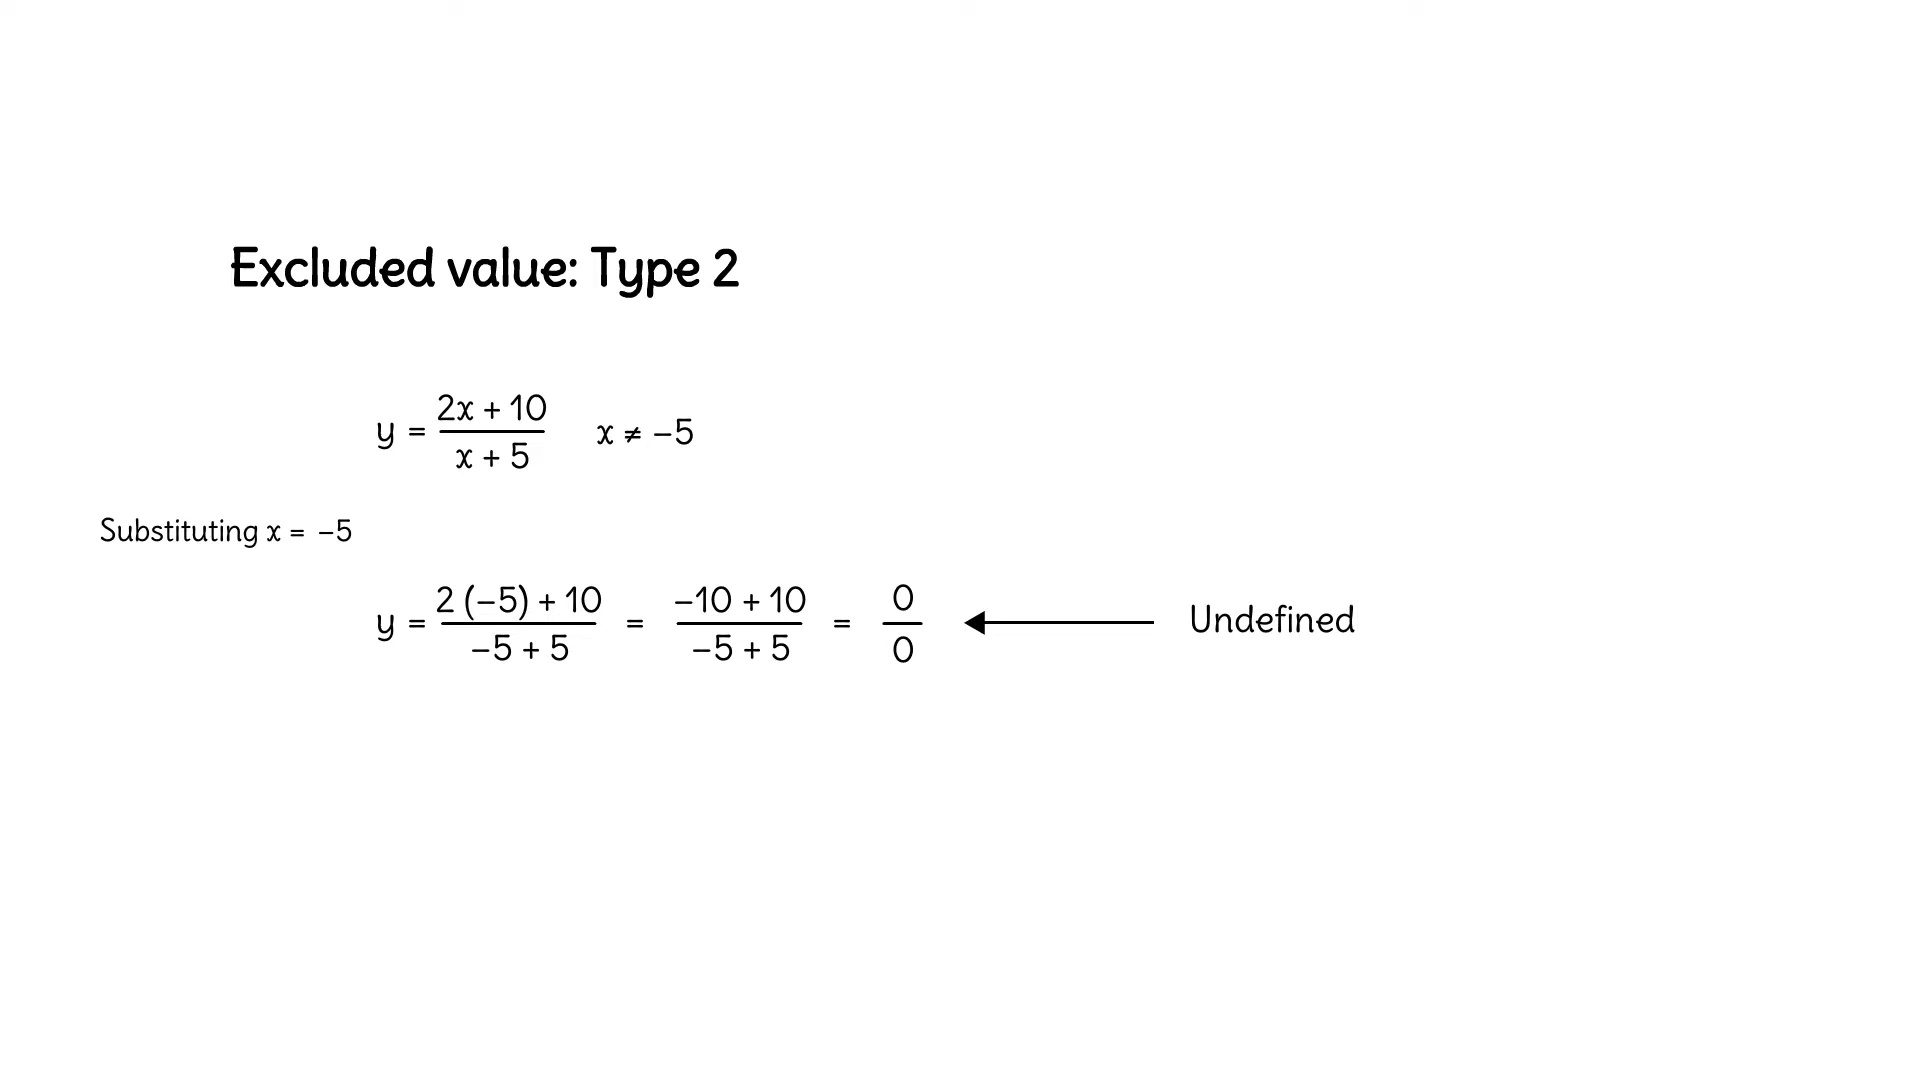 Excluded value: Type 2
y = (2x + 10)/(x + 5)  x ≠ −5
Substituting x = −5
y = (2 (−5) + 10)/(−5 + 5) = (−10 + 10)/(−5 + 5) = 0/0 ← Undefined